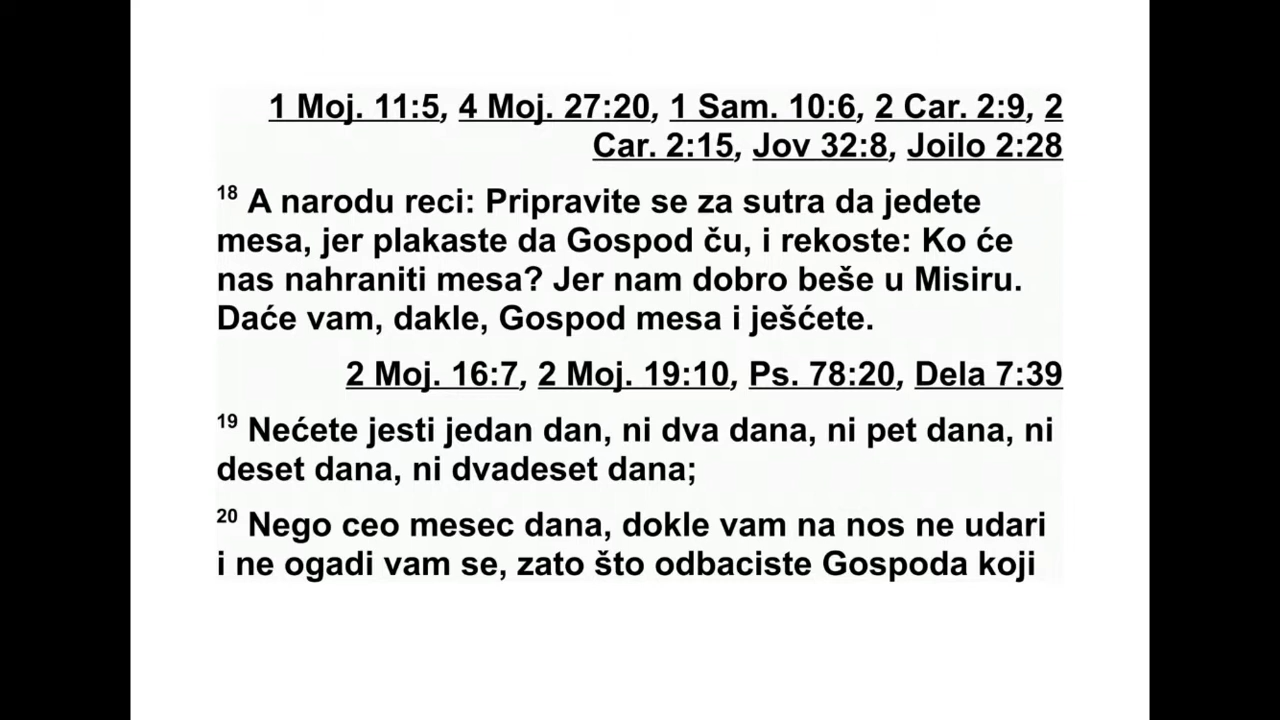 1 Moj. 11:5, 4 Moj. 27:20, 1 Sam. 10:6, 2 Car. 2:9, 2
Car. 2:15, Jov 32:8, Joilo 2:28
18 A narodu reci: Pripravite se za sutra da jedete
mesa, jer plakaste da Gospod ču, i rekoste: Ko će
nas nahraniti mesa? Jer nam dobro beše u Misiru.
Daće vam, dakle, Gospod mesa i ješćete.
2 Moj. 16:7, 2 Moj. 19:10, Ps. 78:20, Dela 7:39
19 Nećete jesti jedan dan, ni dva dana, ni pet dana, ni
deset dana, ni dvadeset dana;
20 Nego ceo mesec dana, dokle vam na nos ne udari
i ne ogadi vam se, zato što odbaciste Gospoda koji